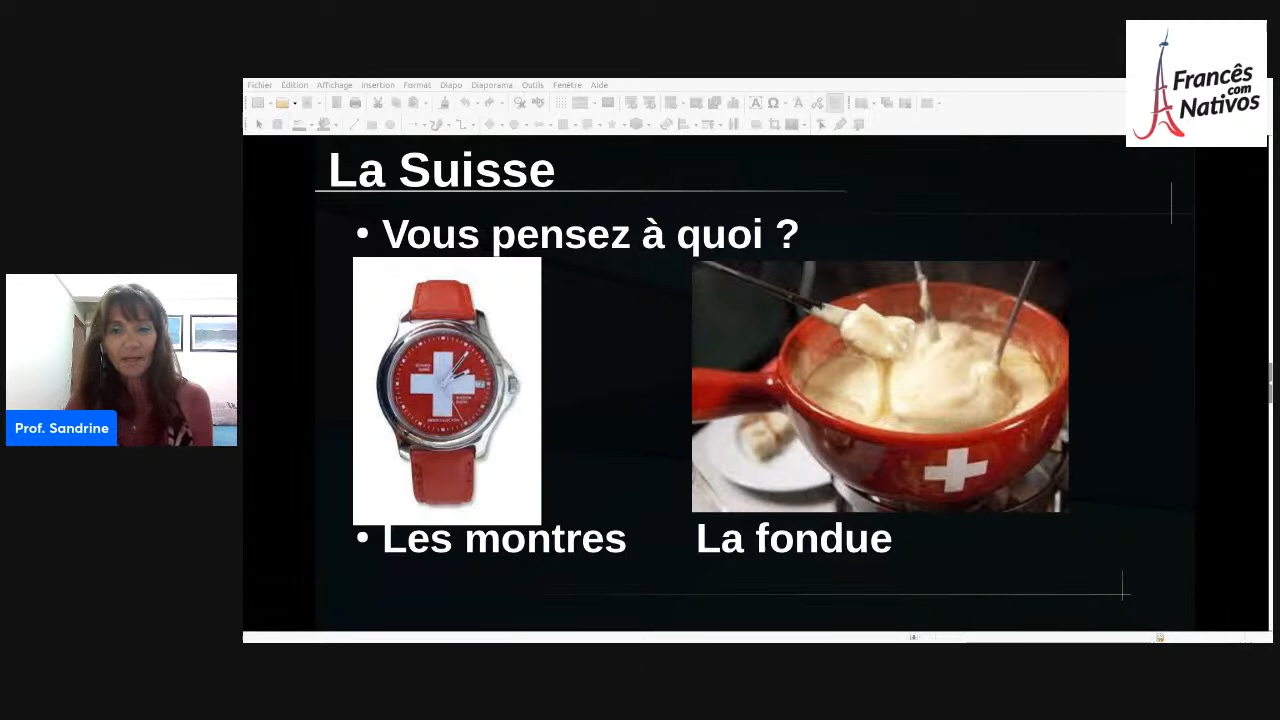 Francês
com
Nativos
Fichier Édition Affichage Insertion Format Diapo Diaporama Outils Fenêtre Aide
La Suisse
• Vous pensez à quoi ?
Prof. Sandrine
• Les montres La fondue